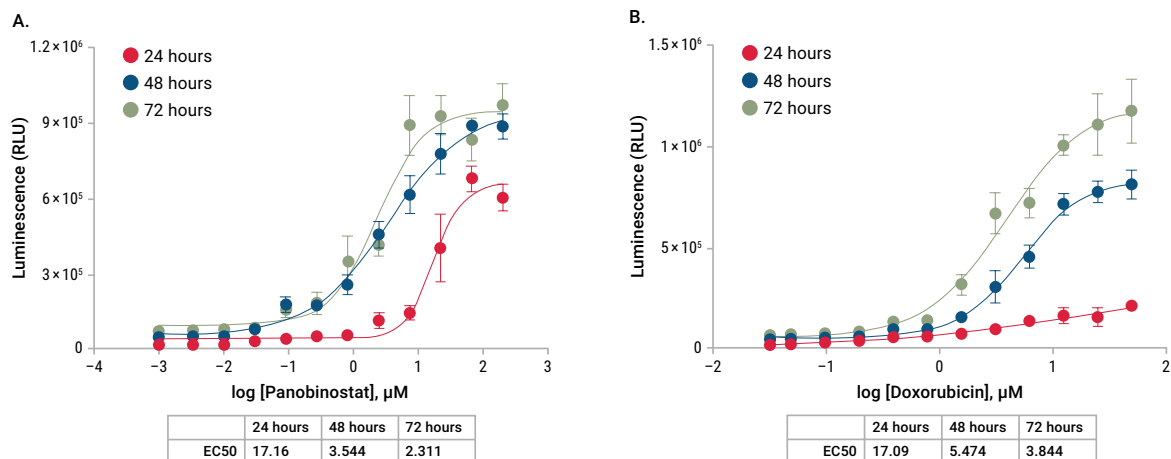 A.
1.2 × 10⁶
9 × 10⁵
6 × 10⁵
3 × 10⁵
0
Luminescence (RLU)
24 hours
48 hours
72 hours
−4 −3 −2 −1 0 1 2 3
log [Panobinostat], μM
24 hours 48 hours 72 hours
EC50 17.16 3.544 2.311
B.
1.5 × 10⁶
1 × 10⁶
5 × 10⁵
0
Luminescence (RLU)
24 hours
48 hours
72 hours
−2 −1 0 1 2
log [Doxorubicin], μM
24 hours 48 hours 72 hours
EC50 17.09 5.474 3.844